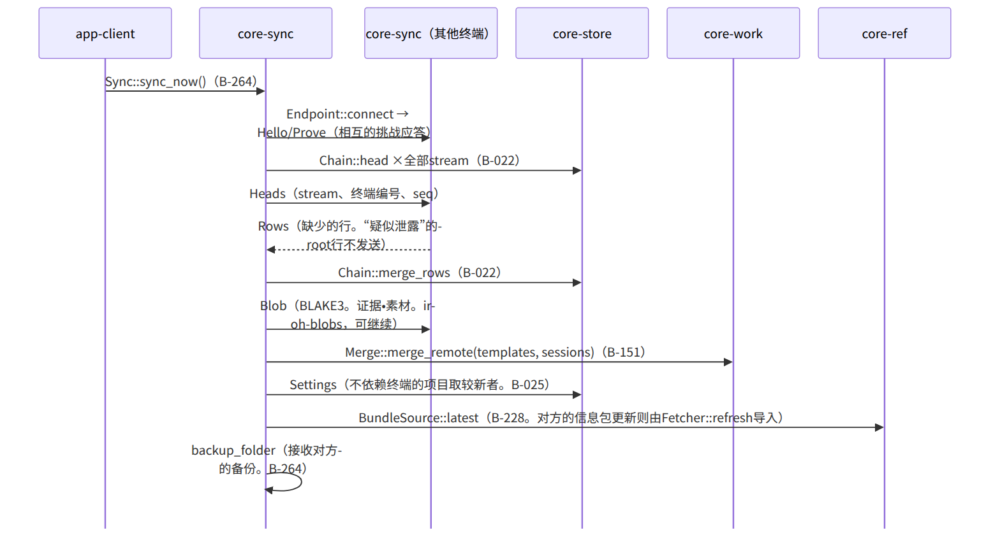 app-client
core-sync
core-sync（其他终端）
core-store
core-work
core-ref
Sync::sync_now()（B-264）
Endpoint::connect →
Hello/Prove（相互的挑战应答）
Chain::head ×全部stream（B-022）
Heads（stream、终端编号、seq）
Rows（缺少的行。“疑似泄露”的-
root行不发送）
Chain::merge_rows（B-022）
Blob（BLAKE3。证据•素材。ir-
oh-blobs，可继续）
Merge::merge_remote(templates, sessions)（B-151）
Settings（不依赖终端的项目取较新者。B-025）
BundleSource::latest（B-228。对方的信息包更新则由Fetcher::refresh导入）
backup_folder（接收对方-
的备份。B-264）